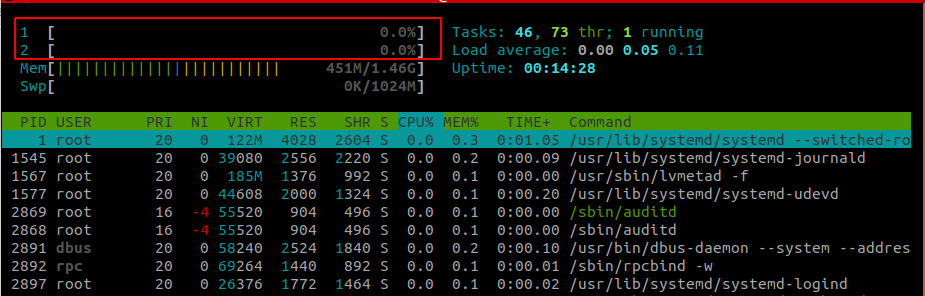 1 [ 0.0%] Tasks: 46, 73 thr; 1 running
2 [ 0.0%] Load average: 0.00 0.05 0.11
Mem[||||||||||||||||||||||||| 451M/1.46G] Uptime: 00:14:28
Swp[ 0K/1024M]
PID USER PRI NI VIRT RES SHR S CPU% MEM% TIME+ Command
1 root 20 0 122M 4028 2604 S 0.0 0.3 0:01.05 /usr/lib/systemd/systemd --switched-ro
1545 root 20 0 39080 2556 2220 S 0.0 0.2 0:00.09 /usr/lib/systemd/systemd-journald
1567 root 20 0 185M 1376 992 S 0.0 0.1 0:00.00 /usr/sbin/lvmetad -f
1577 root 20 0 44608 2000 1324 S 0.0 0.1 0:00.20 /usr/lib/systemd/systemd-udevd
2869 root 16 -4 55520 904 496 S 0.0 0.1 0:00.00 /sbin/auditd
2868 root 16 -4 55520 904 496 S 0.0 0.1 0:00.00 /sbin/auditd
2891 dbus 20 0 58240 2524 1840 S 0.0 0.2 0:00.10 /usr/bin/dbus-daemon --system --addres
2892 rpc 20 0 69264 1440 892 S 0.0 0.1 0:00.01 /sbin/rpcbind -w
2897 root 20 0 26376 1772 1464 S 0.0 0.1 0:00.02 /usr/lib/systemd/systemd-logind